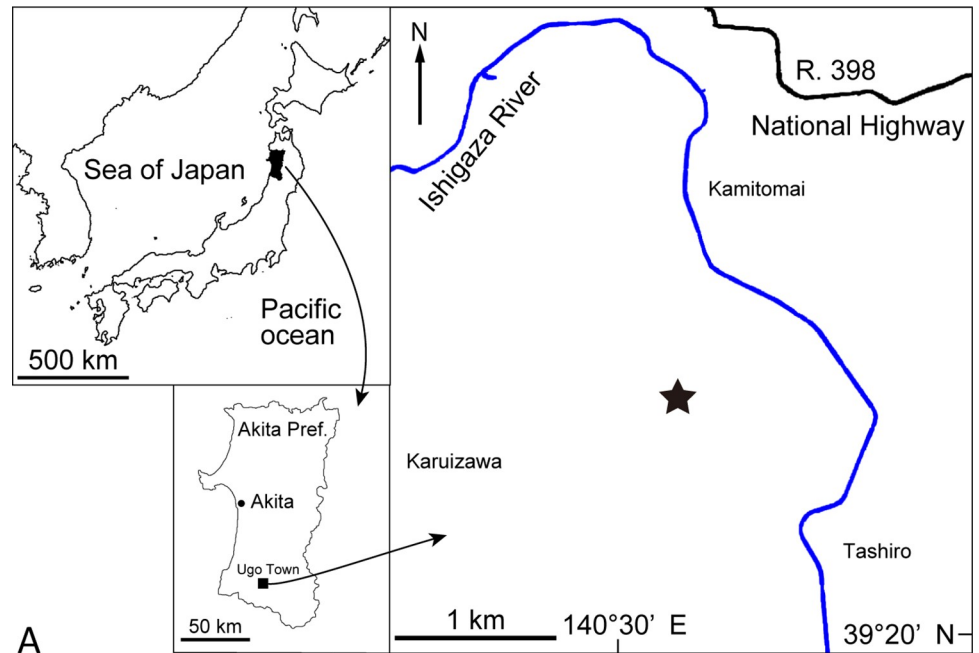 Sea of Japan
Pacific
ocean
500 km
Akita Pref.
Akita
Ugo Town
50 km
A
N
Ishigaza River
R. 398
National Highway
Kamitomai
Karuizawa
Tashiro
1 km
140°30’ E
39°20’ N